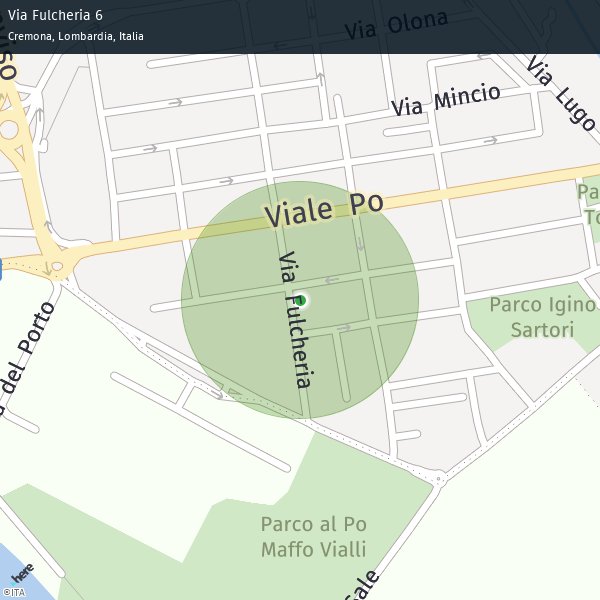 Via Fulcheria 6
Cremona, Lombardia, Italia
Via Olona
Via Lugo
Via Mincio
Viale Po
Via Fulcheria
Parco Igino
Sartori
del Porto
Parco al Po
Maffo Vialli
here
©ITA